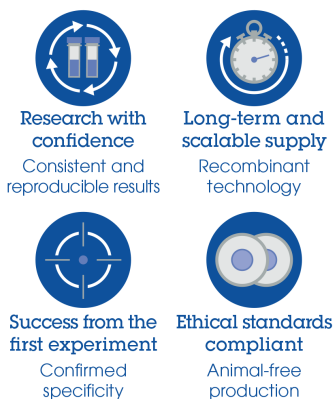 Research with
confidence
Consistent and
reproducible results
Long-term and
scalable supply
Recombinant
technology
Success from the
first experiment
Confirmed
specificity
Ethical standards
compliant
Animal-free
production